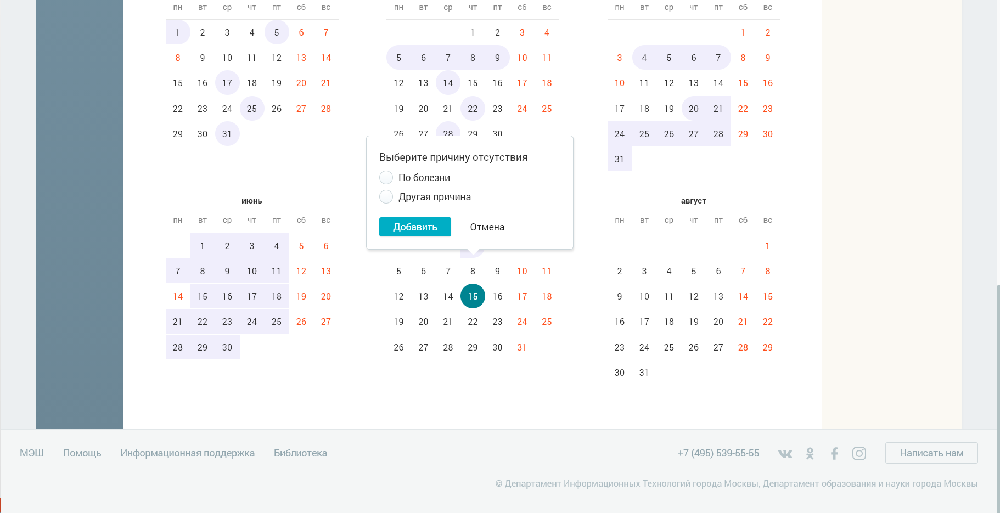 пн вт ср чт пт сб вс
1 2 3 4 5 6 7
8 9 10 11 12 13 14
15 16 17 18 19 20 21
22 23 24 25 26 27 28
29 30 31
пн вт ср чт пт сб вс
1 2 3 4
5 6 7 8 9 10 11
12 13 14 15 16 17 18
19 20 21 22 23 24 25
26 27 28 29 30
пн вт ср чт пт сб вс
1 2
3 4 5 6 7 8 9
10 11 12 13 14 15 16
17 18 19 20 21 22 23
24 25 26 27 28 29 30
31
Выберите причину отсутствия
По болезни
Другая причина
Добавить Отмена
июнь
пн вт ср чт пт сб вс
1 2 3 4 5 6
7 8 9 10 11 12 13
14 15 16 17 18 19 20
21 22 23 24 25 26 27
28 29 30
5 6 7 8 9 10 11
12 13 14 15 16 17 18
19 20 21 22 23 24 25
26 27 28 29 30 31
август
пн вт ср чт пт сб вс
1
2 3 4 5 6 7 8
9 10 11 12 13 14 15
16 17 18 19 20 21 22
23 24 25 26 27 28 29
30 31
МЭШ Помощь Информационная поддержка Библиотека +7 (495) 539-55-55 Написать нам
© Департамент Информационных Технологий города Москвы, Департамент образования и науки города Москвы